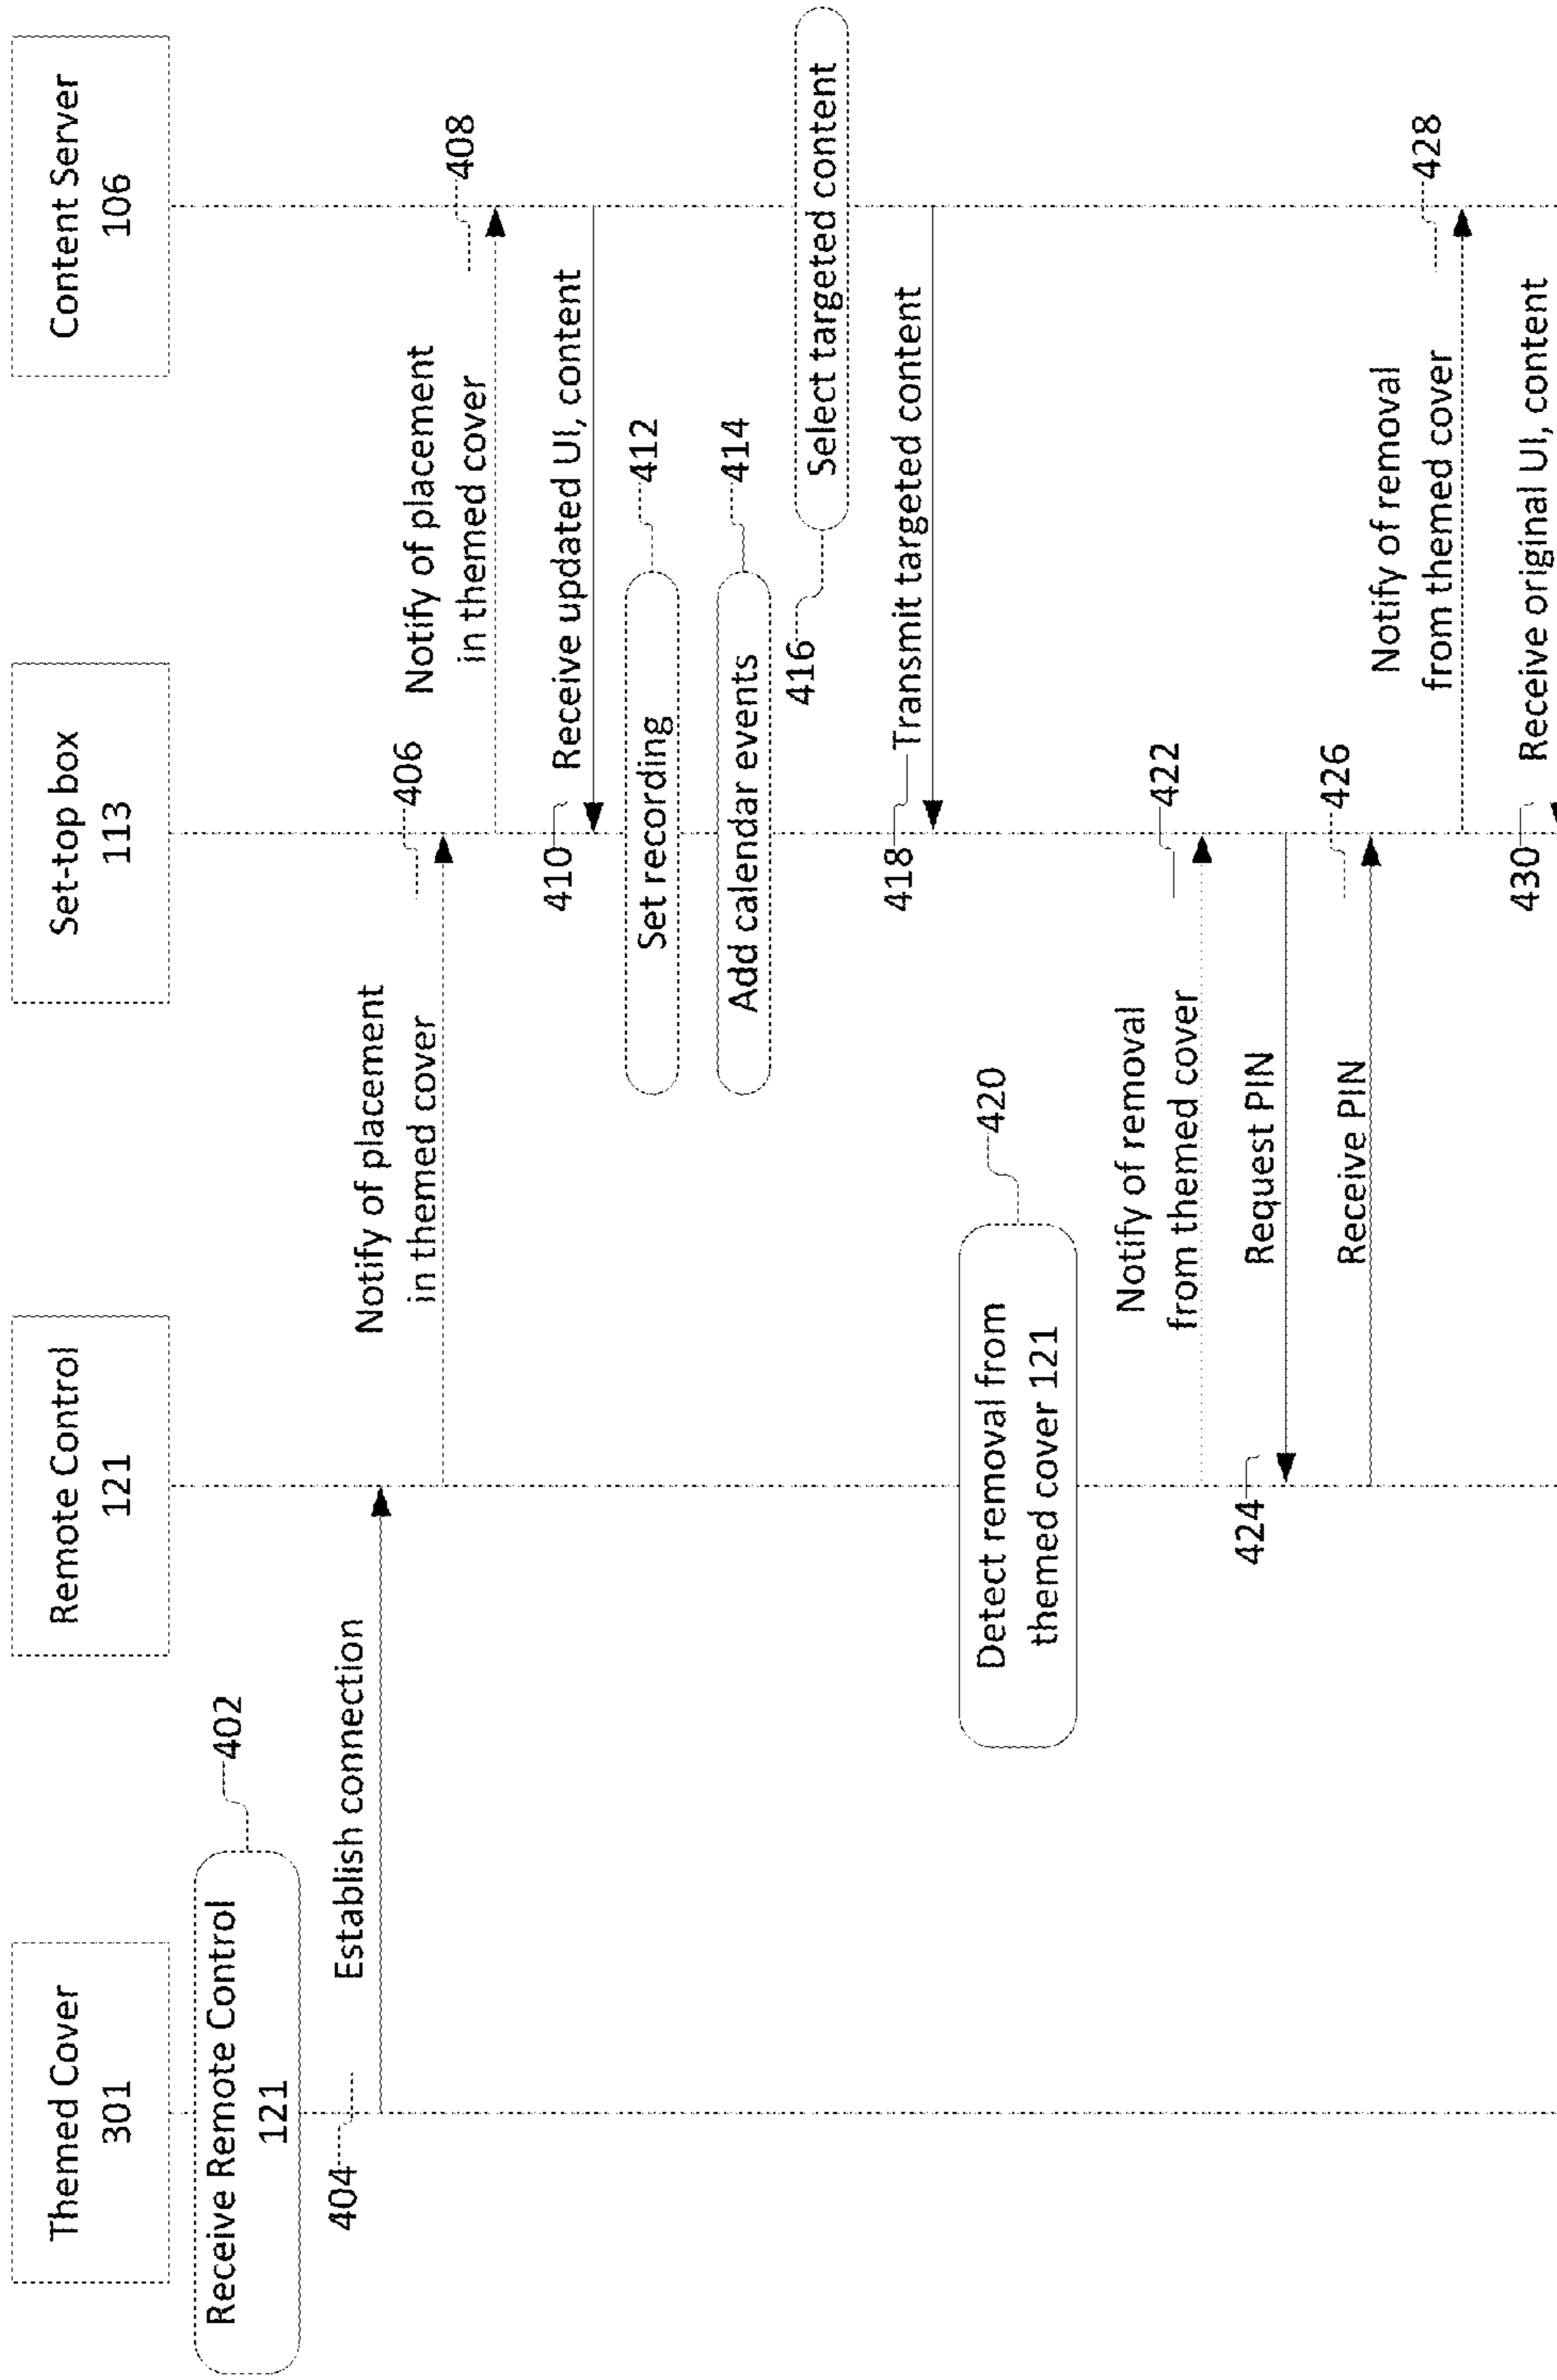 Themed Cover
301
Remote Control
121
Set-top box
113
Content Server
106
Receive Remote Control
121
402
404
Establish connection
Notify of placement
in themed cover
406
Notify of placement
in themed cover
408
410
Receive updated UI, content
Set recording
412
Add calendar events
414
416
Select targeted content
418
Transmit targeted content
Detect removal from
themed cover 121
420
Notify of removal
from themed cover
422
424
Request PIN
Receive PIN
426
Notify of removal
from themed cover
428
430
Receive original UI, content